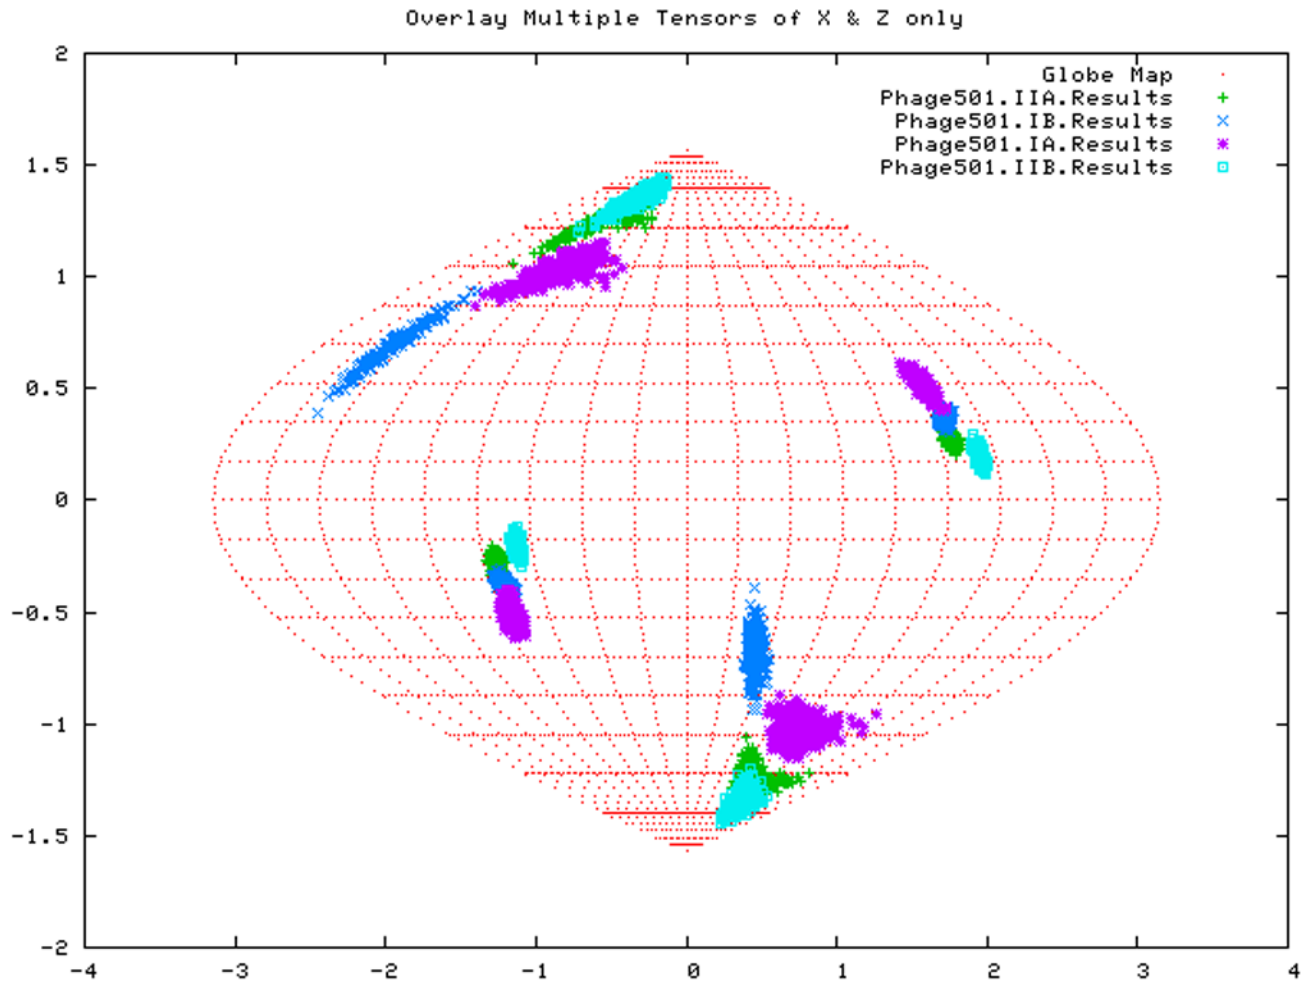 Overlay Multiple Tensors of X & Z only
2
Globe Map
Phage501.IIA.Results
Phage501.IB.Results
1.5
Phage501.IA.Results
Phage501.IIB.Results
1
0.5
0
-0.5
-1
-1.5
-2
-4 -3 -2 -1 0 1 2 3 4